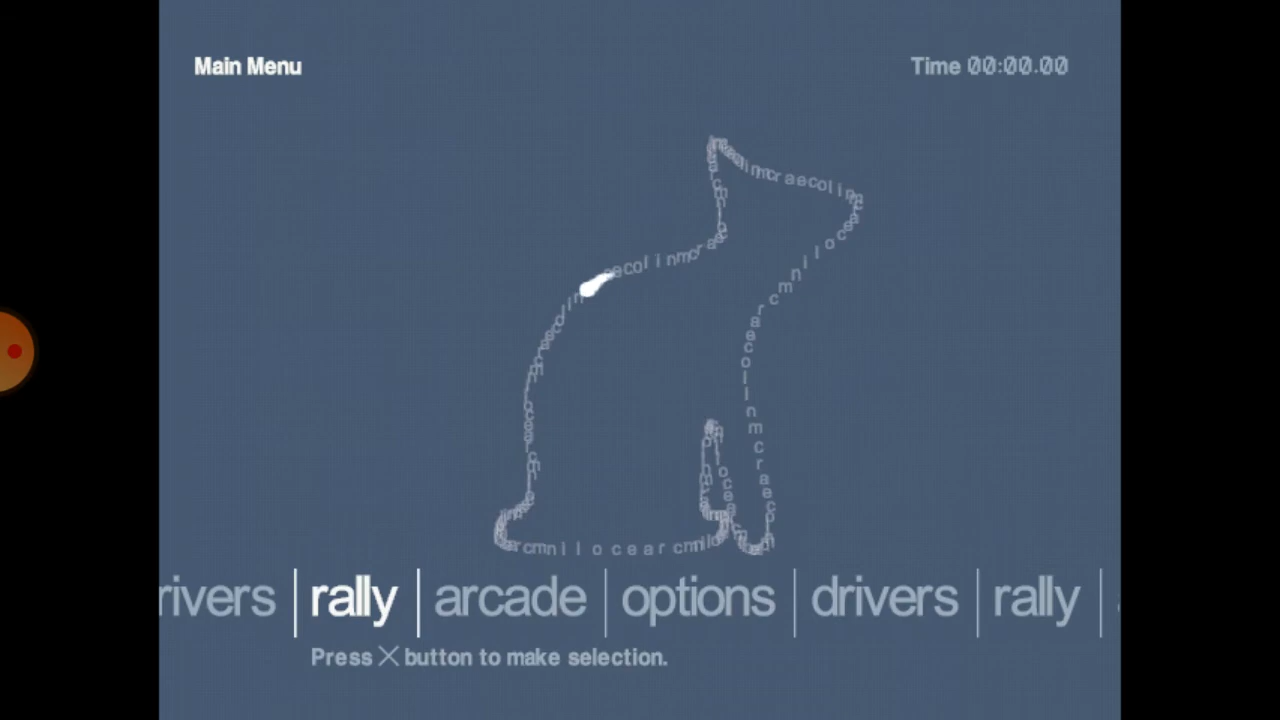 Main Menu
Time 00:00.00
rivers | rally | arcade | options | drivers | rally |
Press X button to make selection.